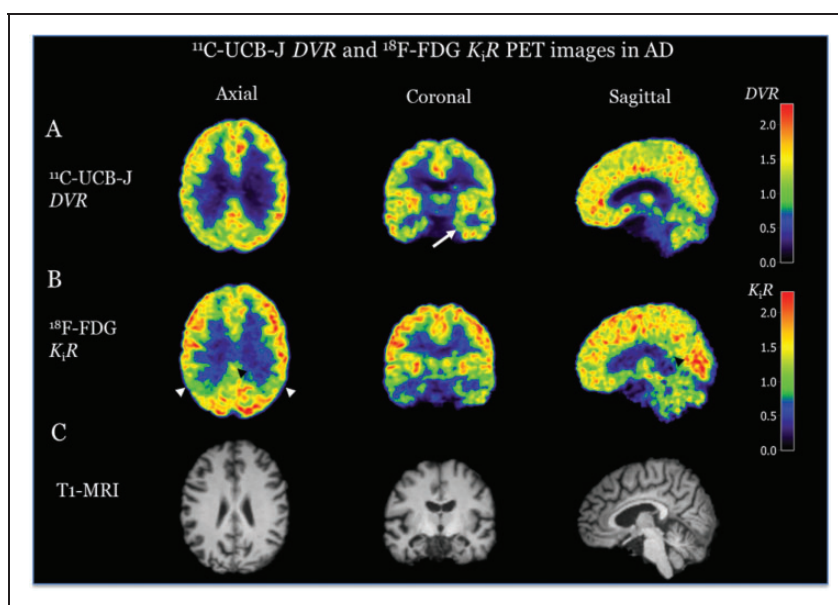 ¹¹C-UCB-J DVR and ¹⁸F-FDG KᵢR PET images in AD
Axial Coronal Sagittal DVR
A
¹¹C-UCB-J
DVR
2.0
1.5
1.0
0.5
0.0
B
¹⁸F-FDG
KᵢR
KᵢR
2.0
1.5
1.0
0.5
0.0
C
T1-MRI